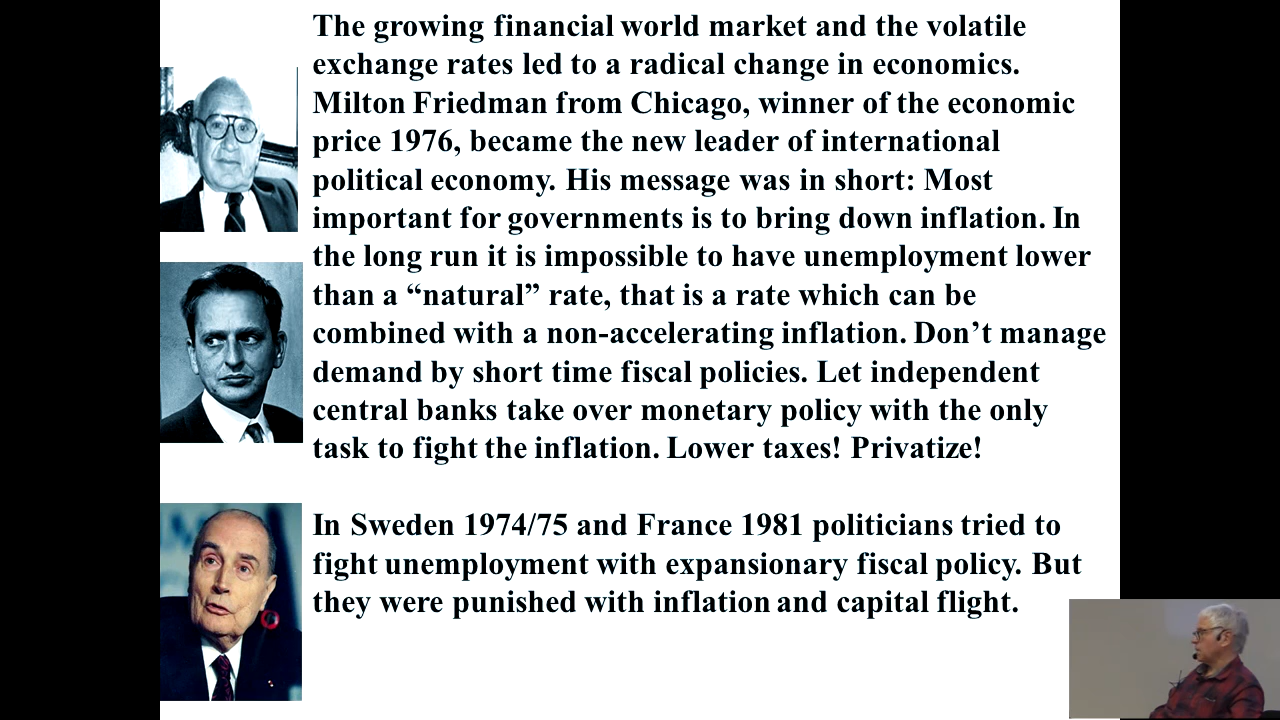 The growing financial world market and the volatile
exchange rates led to a radical change in economics.
Milton Friedman from Chicago, winner of the economic
price 1976, became the new leader of international
political economy. His message was in short: Most
important for governments is to bring down inflation. In
the long run it is impossible to have unemployment lower
than a “natural” rate, that is a rate which can be
combined with a non-accelerating inflation. Don’t manage
demand by short time fiscal policies. Let independent
central banks take over monetary policy with the only
task to fight the inflation. Lower taxes! Privatize!
In Sweden 1974/75 and France 1981 politicians tried to
fight unemployment with expansionary fiscal policy. But
they were punished with inflation and capital flight.